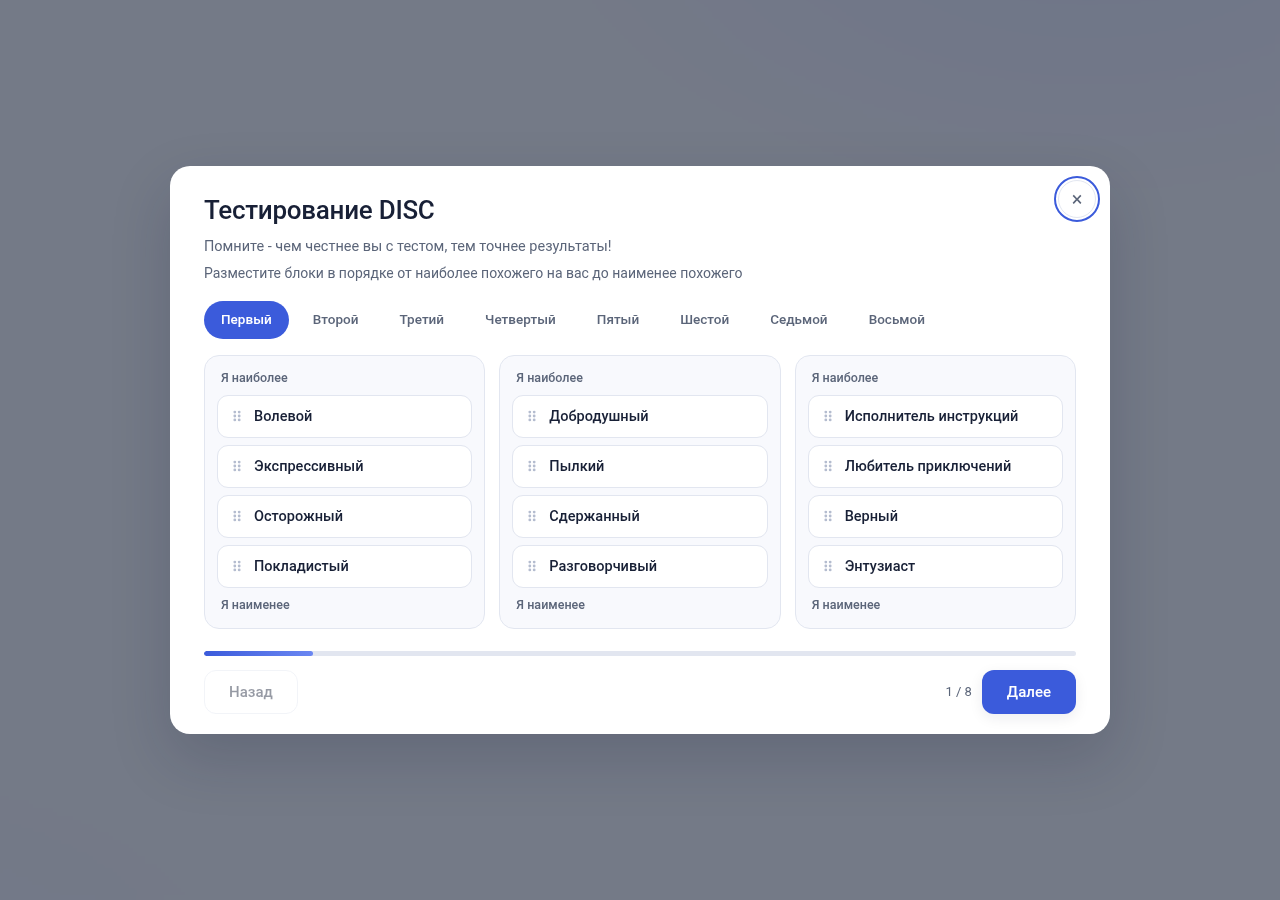 Тестирование DISC
Помните - чем честнее вы с тестом, тем точнее результаты!
Разместите блоки в порядке от наиболее похожего на вас до наименее похожего
Первый Второй Третий Четвертый Пятый Шестой Седьмой Восьмой
Я наиболее
Волевой
Экспрессивный
Осторожный
Покладистый
Я наименее
Я наиболее
Добродушный
Пылкий
Сдержанный
Разговорчивый
Я наименее
Я наиболее
Исполнитель инструкций
Любитель приключений
Верный
Энтузиаст
Я наименее
Назад
1 / 8
Далее